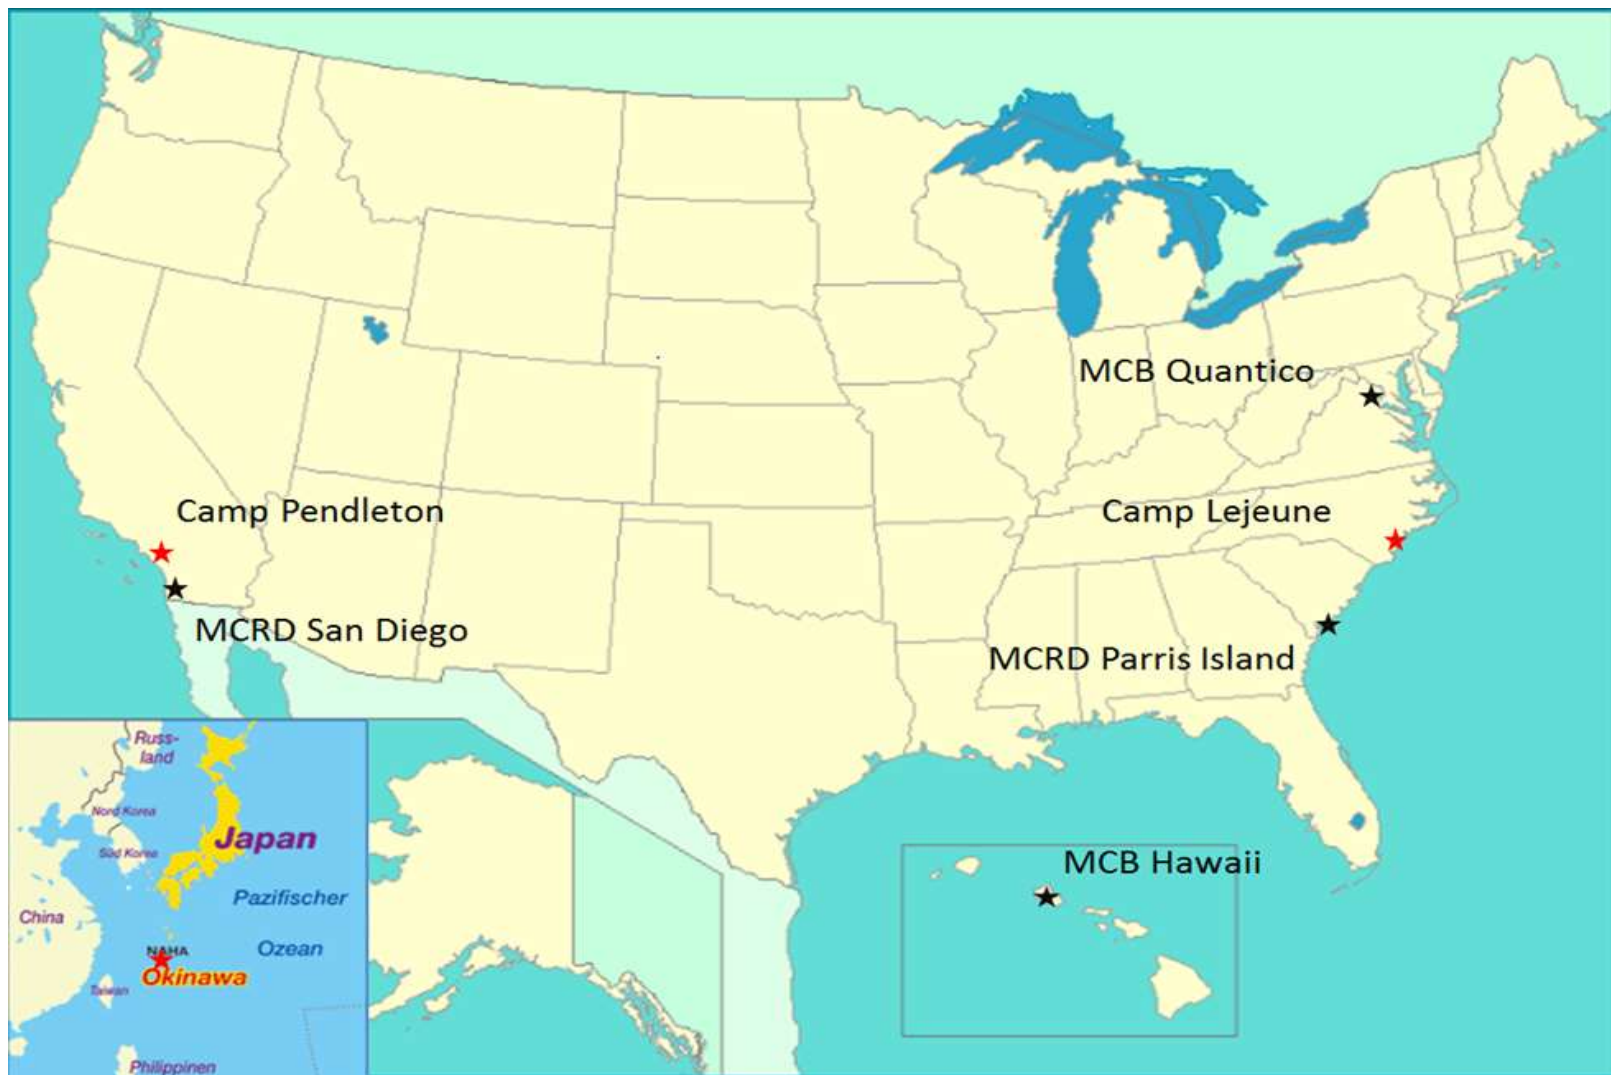 MCB Quantico
Camp Pendleton
Camp Lejeune
MCRD San Diego
MCRD Parris Island
MCB Hawaii
Russ-
land
Nord Korea
Süd Korea
Japan
Pazifischer
Ozean
China
NAHA
Okinawa
Taiwan
Philippinen